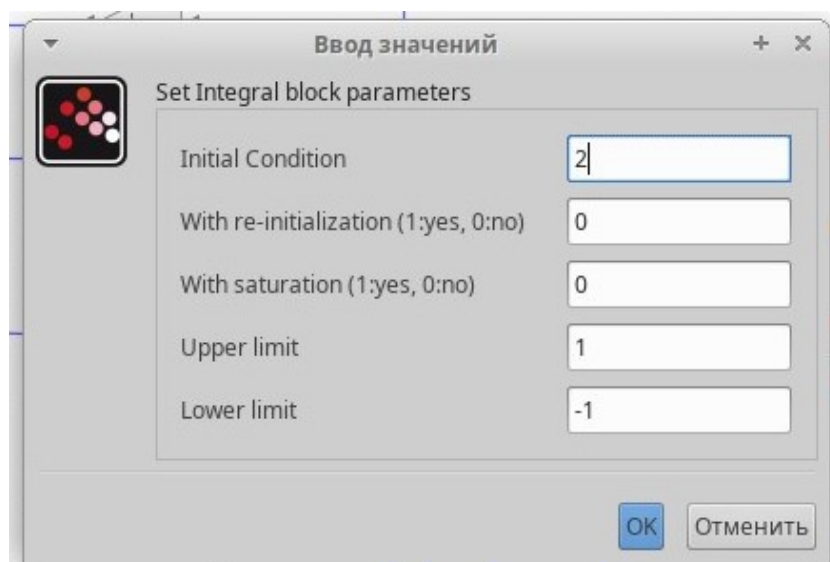 Ввод значений
Set Integral block parameters
Initial Condition 2
With re-initialization (1:yes, 0:no) 0
With saturation (1:yes, 0:no) 0
Upper limit 1
Lower limit -1
OK Отменить